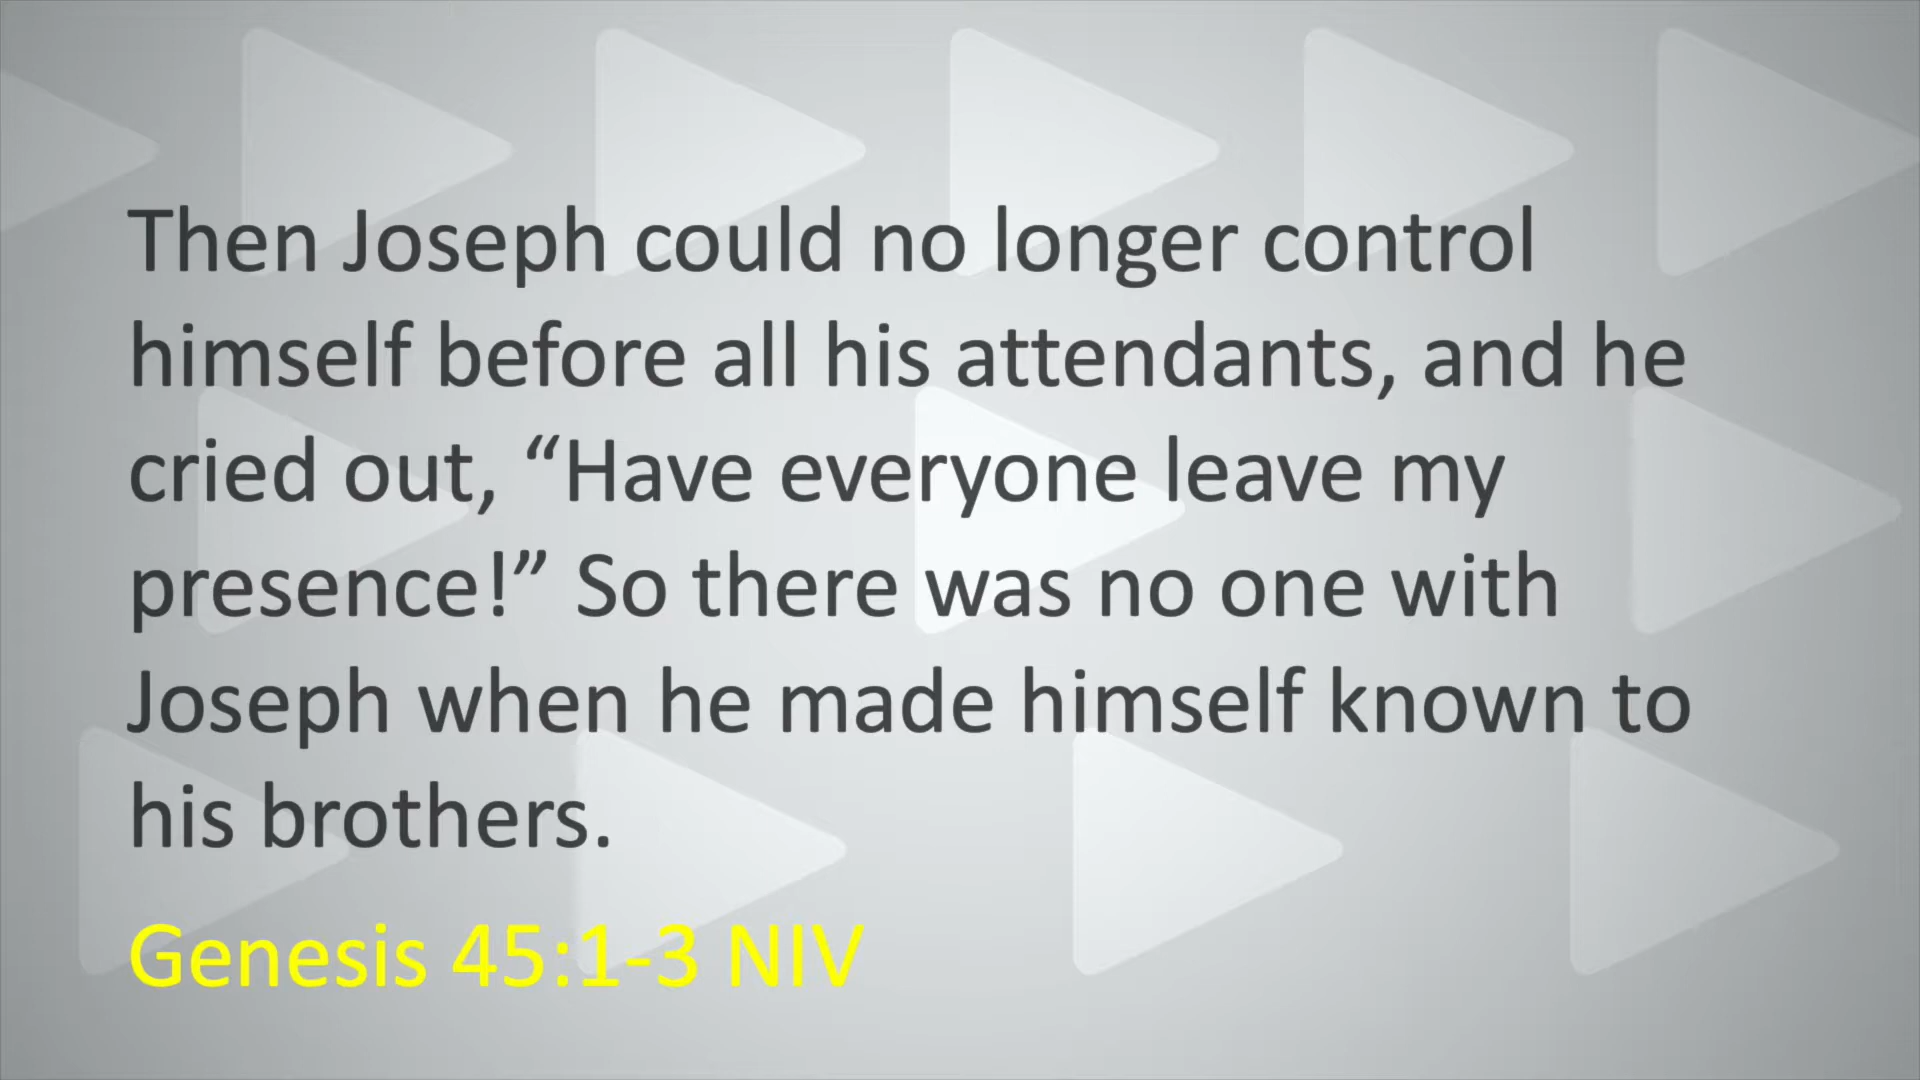 Then Joseph could no longer control
himself before all his attendants, and he
cried out, “Have everyone leave my
presence!” So there was no one with
Joseph when he made himself known to
his brothers.
Genesis 45:1-3 NIV